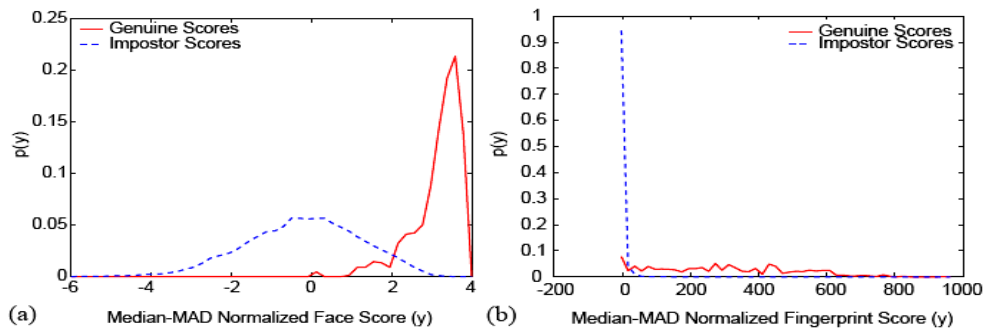 0.25
0.2
0.15
0.1
0.05
0
p(y)
Genuine Scores
Impostor Scores
-6 -4 -2 0 2 4
(a) Median-MAD Normalized Face Score (y)
1
0.9
0.8
0.7
0.6
0.5
0.4
0.3
0.2
0.1
0
p(y)
Genuine Scores
Impostor Scores
-200 0 200 400 600 800 1000
(b) Median-MAD Normalized Fingerprint Score (y)